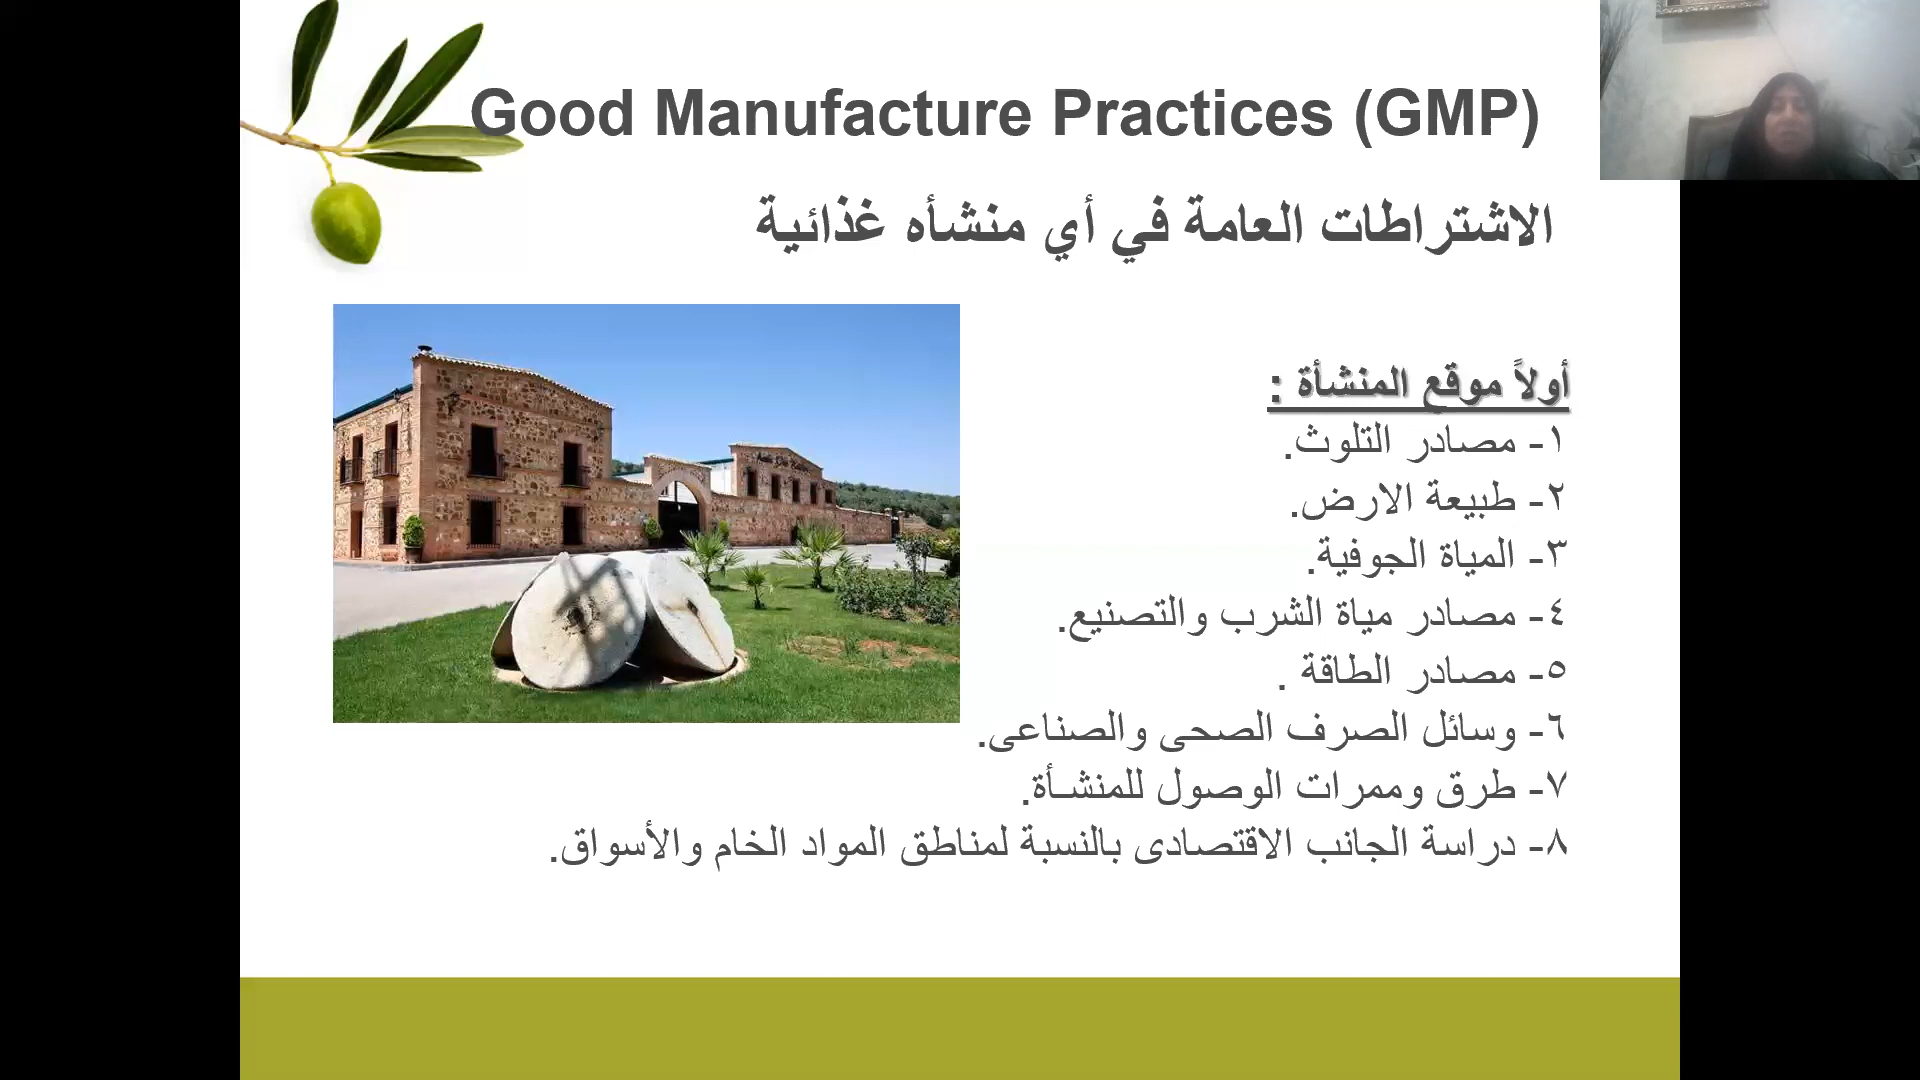 Good Manufacture Practices (GMP)
الاشتراطات العامة في أي منشأه غذائية
أولاً موقع المنشأة :
١- مصادر التلوث.
٢- طبيعة الارض.
٣- المياة الجوفية.
٤- مصادر مياة الشرب والتصنيع.
٥- مصادر الطاقة .
٦- وسائل الصرف الصحى والصناعى.
٧- طرق وممرات الوصول للمنشـأة.
٨- دراسة الجانب الاقتصادى بالنسبة لمناطق المواد الخام والأسواق.